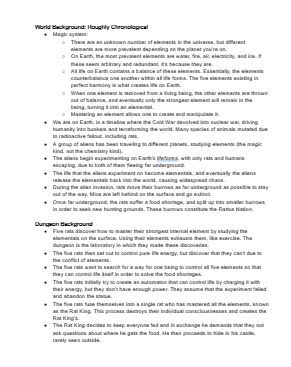 World Background: Roughly Chronological
● Magic system:
○ There are an unknown number of elements in the universe, but different
elements are more prevalent depending on the planet you're on.
○ On Earth, the most prevalent elements are water, fire, air, electricity, and ice. If
these seem arbitrary and redundant, it's because they are.
○ All life on Earth contains a balance of these elements. Essentially, the elements
counterbalance one another within all life forms. The five elements existing in
perfect harmony is what creates life on Earth.
○ When one element is removed from a living being, the other elements are thrown
out of balance, and eventually only the strongest element will remain in the
being, turning it into an elemental.
○ Mastering an element allows one to create and manipulate it.
● We are on Earth, in a timeline where the Cold War devolved into nuclear war, driving
humanity into bunkers and terraforming the world. Many species of animals mutated due
to radioactive fallout, including rats.
● A group of aliens has been traveling to different planets, studying elements (the magic
kind, not the chemistry kind).
● The aliens begin experimenting on Earth's lifeforms, with only rats and humans
escaping, due to both of them fleeing far underground.
● The life that the aliens experiment on become elementals, and eventually the aliens
release the elementals back into the world, causing widespread chaos.
● During the alien invasion, rats move their burrows as far underground as possible to stay
out of the way. Mice are left behind on the surface and go extinct.
● Once far underground, the rats suffer a food shortage, and split up into smaller burrows
in order to seek new hunting grounds. These burrows constitute the Rattus Nation.
Dungeon Background
● Five rats discover how to master their strongest internal element by studying the
elementals on the surface. Using their elements exhausts them, like exercise. The
dungeon is the laboratory in which they made these discoveries.
● The five rats then set out to control pure life energy, but discover that they can't due to
the conflict of elements.
● The five rats want to search for a way for one being to control all five elements so they
can control life itself in order to solve the food shortages.
● The five rats initially try to create an automaton that can control life by charging it with
their energy, but they don't have enough power. They assume that the experiment failed
and abandon the statue.
● The five rats fuse themselves into a single rat who has mastered all the elements, known
as the Rat King. This process destroys their individual consciousnesses and creates the
Rat King's.
● The Rat King decides to keep everyone fed and in exchange he demands that they not
ask questions about where he gets the food. He then proceeds to hide in his castle,
rarely seen outside.